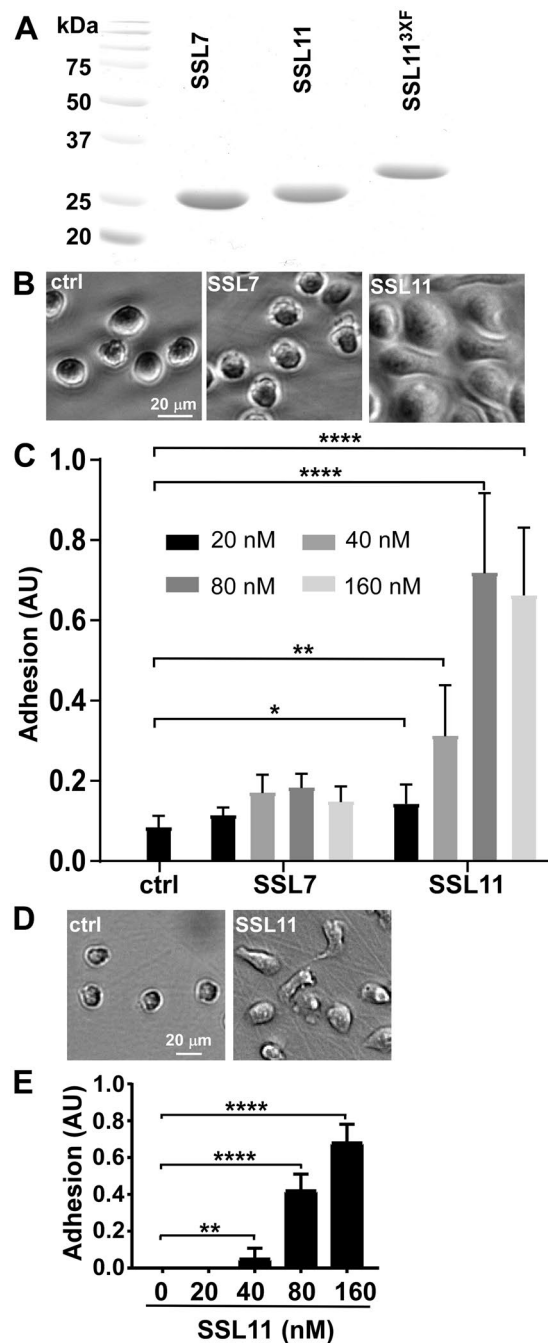 A
kDa
75
50
37
25
20
SSL7
SSL11
SSL11³ˣᶠ
B
ctrl
SSL7
SSL11
20 µm
C
Adhesion (AU)
1.0
0.8
0.6
0.4
0.2
0.0
****
****
**
*
20 nM
40 nM
80 nM
160 nM
ctrl
SSL7
SSL11
D
ctrl
SSL11
20 µm
E
Adhesion (AU)
1.0
0.8
0.6
0.4
0.2
0.0
****
****
**
0 20 40 80 160
SSL11 (nM)